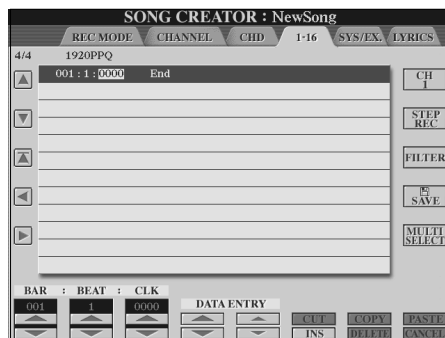 SONG CREATOR : NewSong
REC MODE CHANNEL CHD 1-16 SYS/EX. LYRICS
4/4 1920PPQ
001 : 1 : 0000 End
CH
1
STEP
REC
FILTER
SAVE
MULTI
SELECT
BAR : BEAT : CLK
001 1 0000 DATA ENTRY
CUT COPY PASTE
INS DELETE CANCEL